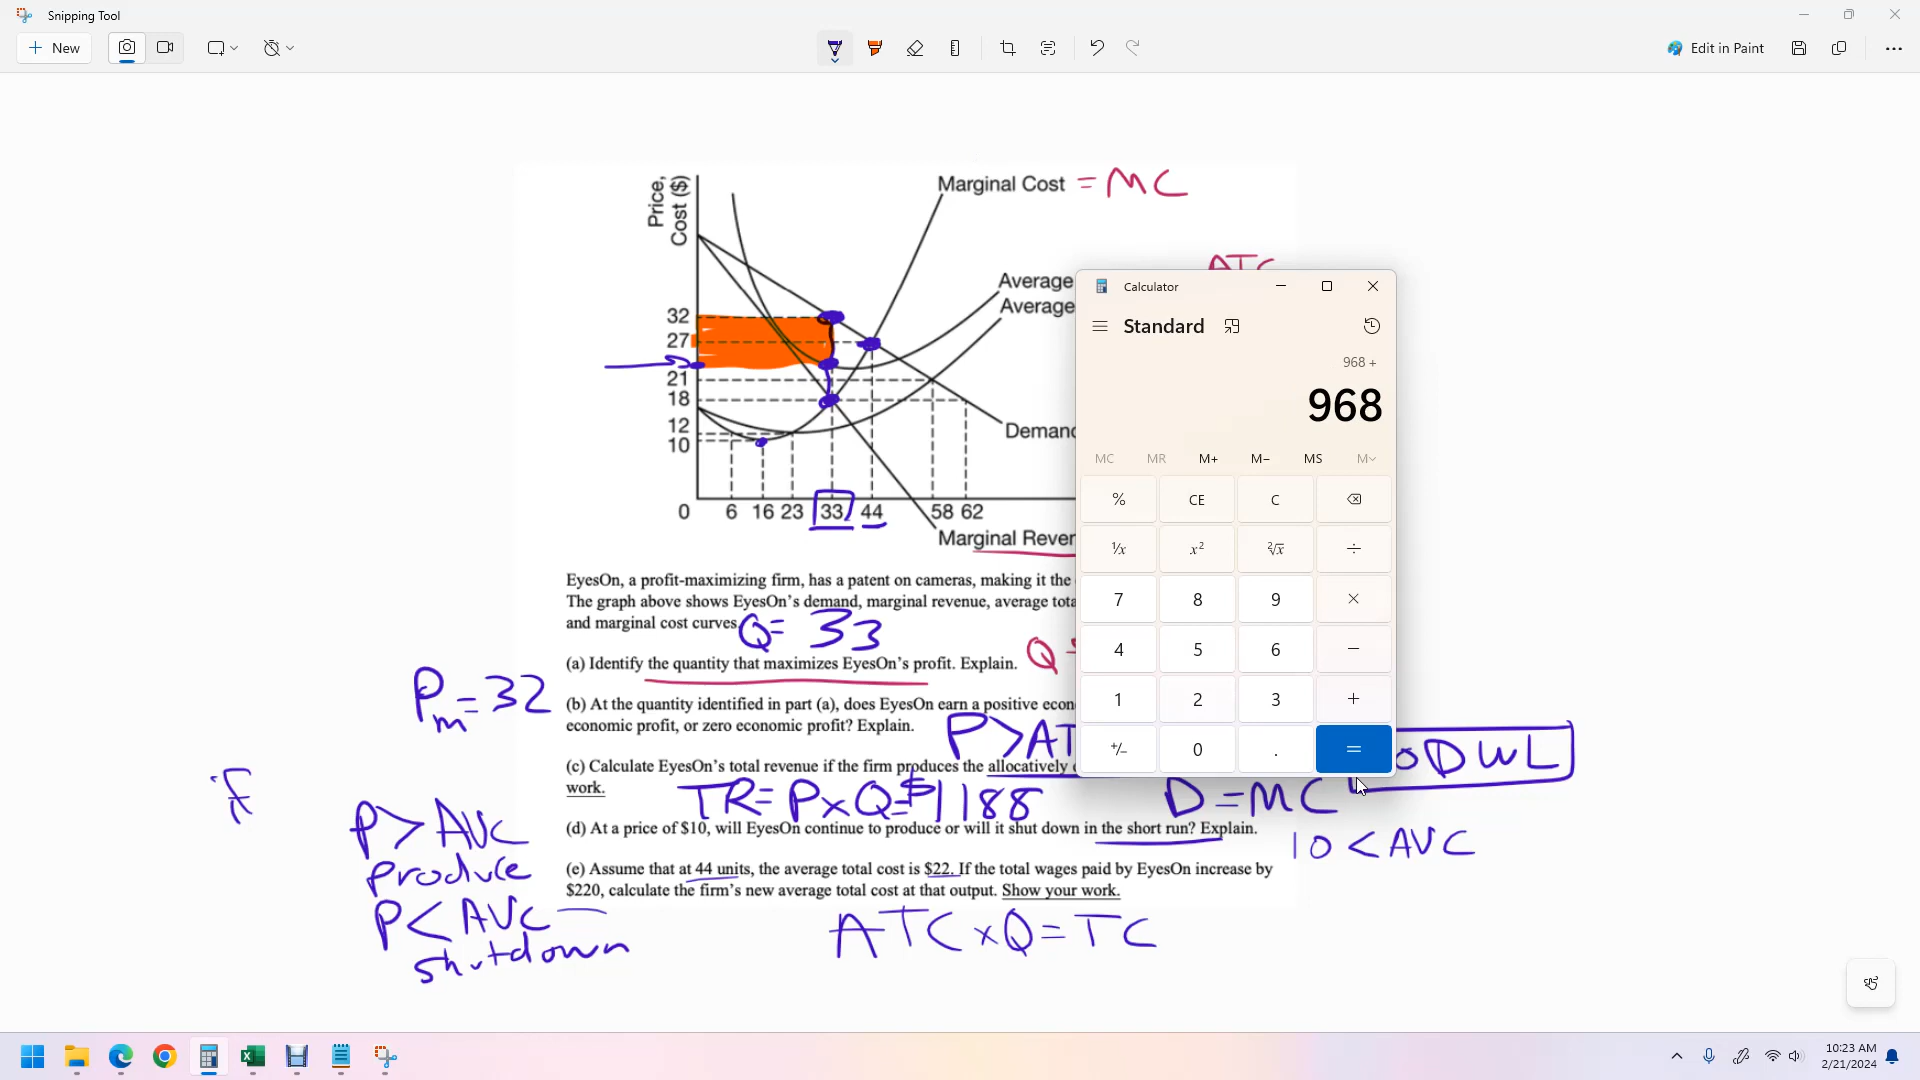 Snipping Tool
New
Edit in Paint
Price,
Cost ($)
Marginal Cost = MC
ATC
Average
Average
32
27
21
18
12
10
Demand
0 6 16 23 33 44 58 62
Marginal Rever
EyesOn, a profit-maximizing firm, has a patent on cameras, making it the
The graph above shows EyesOn's demand, marginal revenue, average tota
and marginal cost curves.
Q= 33
(a) Identify the quantity that maximizes EyesOn's profit. Explain.
Q
Pm=32
(b) At the quantity identified in part (a), does EyesOn earn a positive econ
economic profit, or zero economic profit? Explain.
P>AT
(c) Calculate EyesOn's total revenue if the firm produces the allocatively
work.
TR= PxQ=$1188
D=MC
DWL
(d) At a price of $10, will EyesOn continue to produce or will it shut down in the short run? Explain.
10<AVC
P>AVC
produce
P<AVC
shutdown
(e) Assume that at 44 units, the average total cost is $22. If the total wages paid by EyesOn increase by
$220, calculate the firm's new average total cost at that output. Show your work.
ATCxQ=TC
Calculator
Standard
968 +
968
MC MR M+ M− MS M
% CE C
¹⁄x x² ²√x ÷
7 8 9 ×
4 5 6 −
1 2 3 +
+/− 0 . =
10:23 AM
2/21/2024